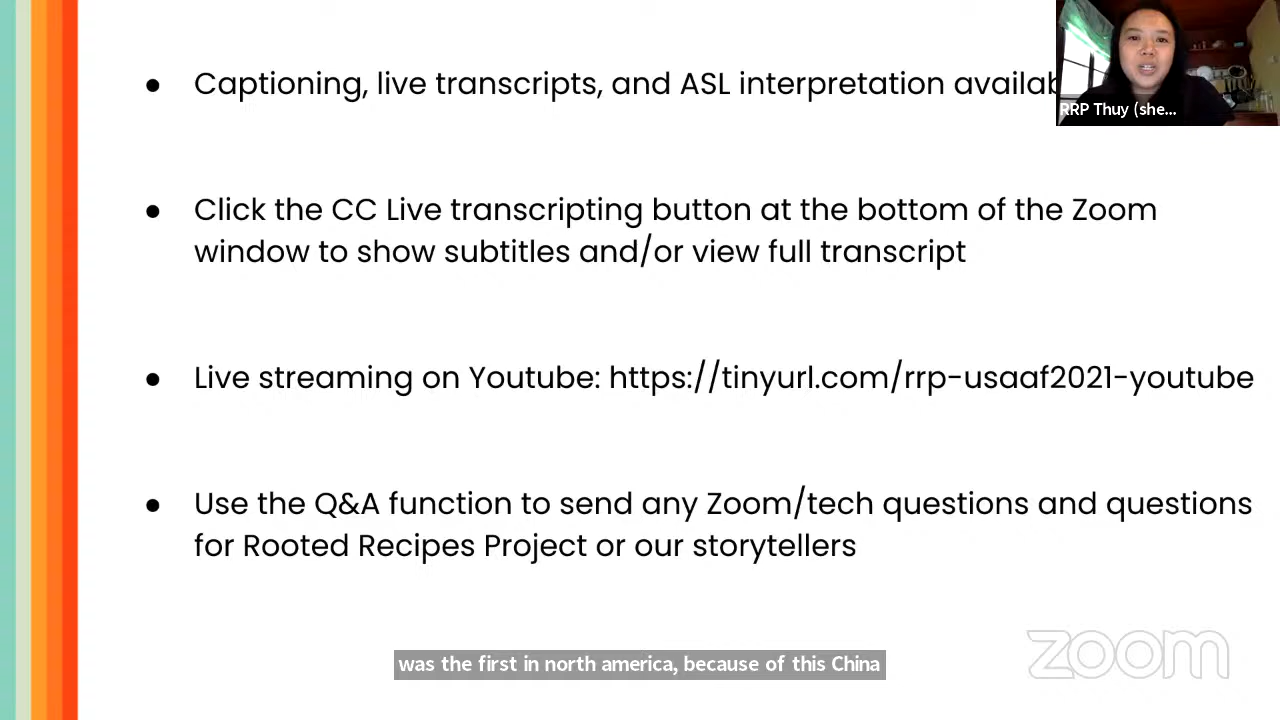 Captioning, live transcripts, and ASL interpretation
RRP Thuy (she...
Click the CC Live transcripting button at the bottom of the Zoom
window to show subtitles and/or view full transcript
Live streaming on Youtube: https://tinyurl.com/rrp-usaaf2021-youtube
Use the Q&A function to send any Zoom/tech questions and questions
for Rooted Recipes Project or our storytellers
was the first in north america, because of this China
zoom